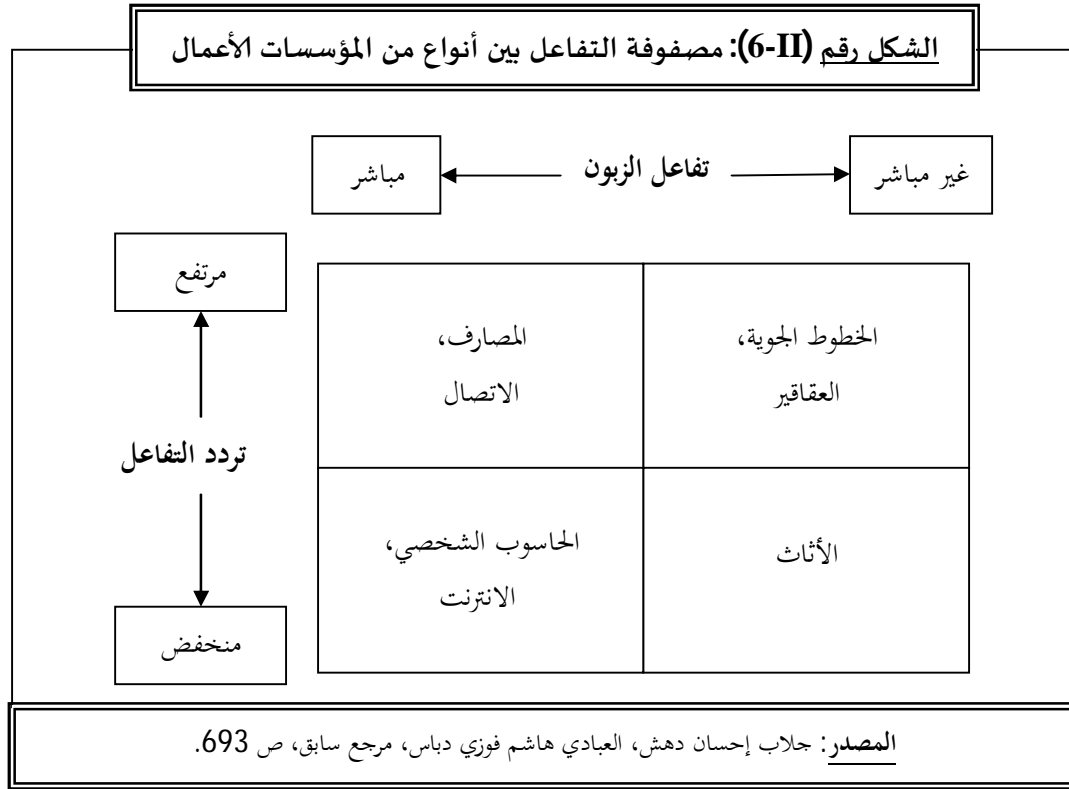 الشكل رقم (6-II): مصفوفة التفاعل بين أنواع من المؤسسات الأعمال
غير مباشر
تفاعل الزبون
مباشر
مرتفع
تردد التفاعل
منخفض
الخطوط الجوية،
العقاقير
المصارف،
الاتصال
الأثاث
الحاسوب الشخصي،
الانترنت
المصدر: جلاب إحسان دهش، العبادي هاشم فوزي دباس، مرجع سابق، ص 693.